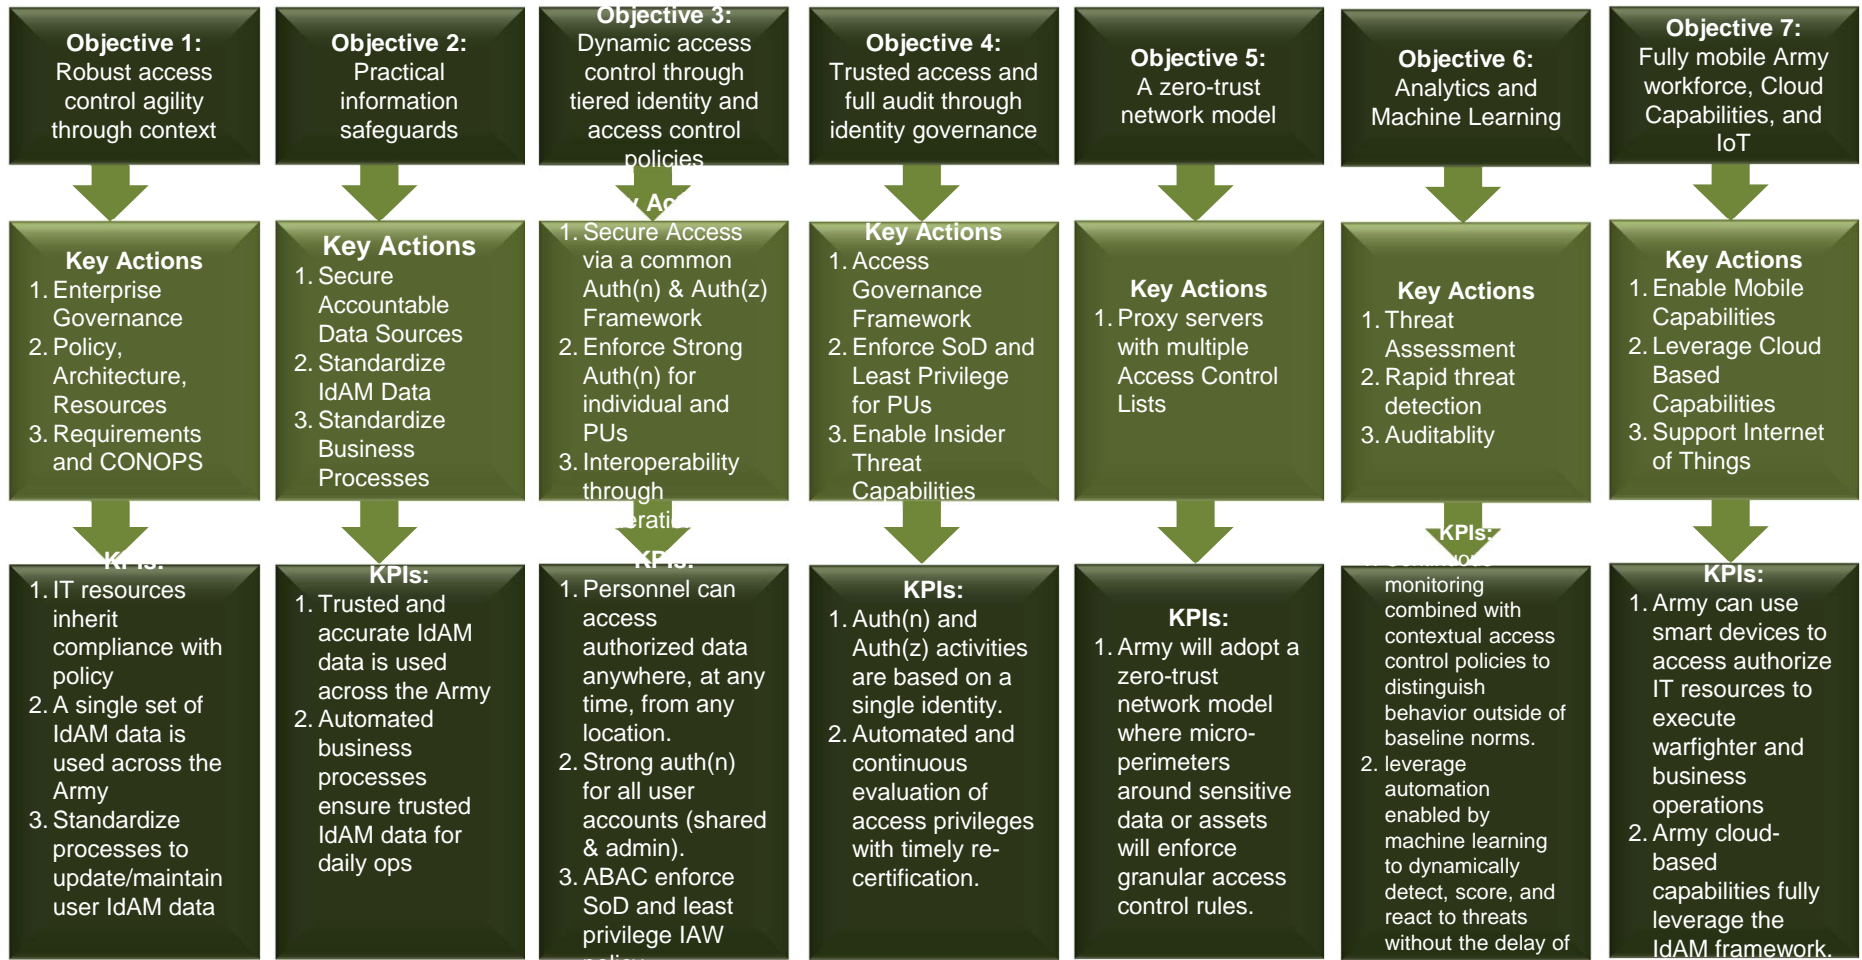 Objective 1:
Robust access
control agility
through context
Key Actions
1. Enterprise
Governance
2. Policy,
Architecture,
Resources
3. Requirements
and CONOPS
KPIs:
1. IT resources
inherit
compliance with
policy
2. A single set of
IdAM data is
used across the
Army
3. Standardize
processes to
update/maintain
user IdAM data
Objective 2:
Practical
information
safeguards
Key Actions
1. Secure
Accountable
Data Sources
2. Standardize
IdAM Data
3. Standardize
Business
Processes
KPIs:
1. Trusted and
accurate IdAM
data is used
across the Army
2. Automated
business
processes
ensure trusted
IdAM data for
daily ops
Objective 3:
Dynamic access
control through
tiered identity and
access control
policies
1. Secure Access
via a common
Auth(n) & Auth(z)
Framework
2. Enforce Strong
Auth(n) for
individual and
PUs
3. Interoperability
through
KPIs:
1. Personnel can
access
authorized data
anywhere, at any
time, from any
location.
2. Strong auth(n)
for all user
accounts (shared
& admin).
3. ABAC enforce
SoD and least
privilege IAW
policy
Objective 4:
Trusted access and
full audit through
identity governance
Key Actions
1. Access
Governance
Framework
2. Enforce SoD and
Least Privilege
for PUs
3. Enable Insider
Threat
Capabilities
KPIs:
1. Auth(n) and
Auth(z) activities
are based on a
single identity.
2. Automated and
continuous
evaluation of
access privileges
with timely re-
certification.
Objective 5:
A zero-trust
network model
Key Actions
1. Proxy servers
with multiple
Access Control
Lists
KPIs:
1. Army will adopt a
zero-trust
network model
where micro-
perimeters
around sensitive
data or assets
will enforce
granular access
control rules.
Objective 6:
Analytics and
Machine Learning
Key Actions
1. Threat
Assessment
2. Rapid threat
detection
3. Auditablity
KPIs:
1. Continuous
monitoring
combined with
contextual access
control policies to
distinguish
behavior outside of
baseline norms.
2. leverage
automation
enabled by
machine learning
to dynamically
detect, score, and
react to threats
without the delay of
Objective 7:
Fully mobile Army
workforce, Cloud
Capabilities, and
IoT
Key Actions
1. Enable Mobile
Capabilities
2. Leverage Cloud
Based
Capabilities
3. Support Internet
of Things
KPIs:
1. Army can use
smart devices to
access authorize
IT resources to
execute
warfighter and
business
operations
2. Army cloud-
based
capabilities fully
leverage the
IdAM framework.